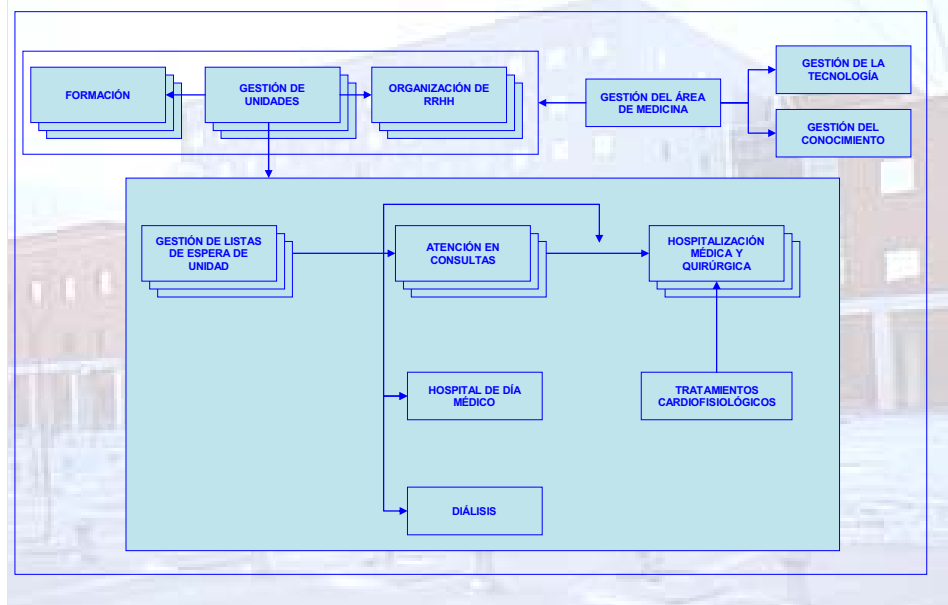 FORMACIÓN
GESTIÓN DE
UNIDADES
ORGANIZACIÓN DE
RRHH
GESTIÓN DEL ÁREA
DE MEDICINA
GESTIÓN DE LA
TECNOLOGÍA
GESTIÓN DEL
CONOCIMIENTO
GESTIÓN DE LISTAS
DE ESPERA DE
UNIDAD
ATENCIÓN EN
CONSULTAS
HOSPITALIZACIÓN
MÉDICA Y
QUIRÚRGICA
HOSPITAL DE DÍA
MÉDICO
TRATAMIENTOS
CARDIOFISIOLÓGICOS
DIÁLISIS